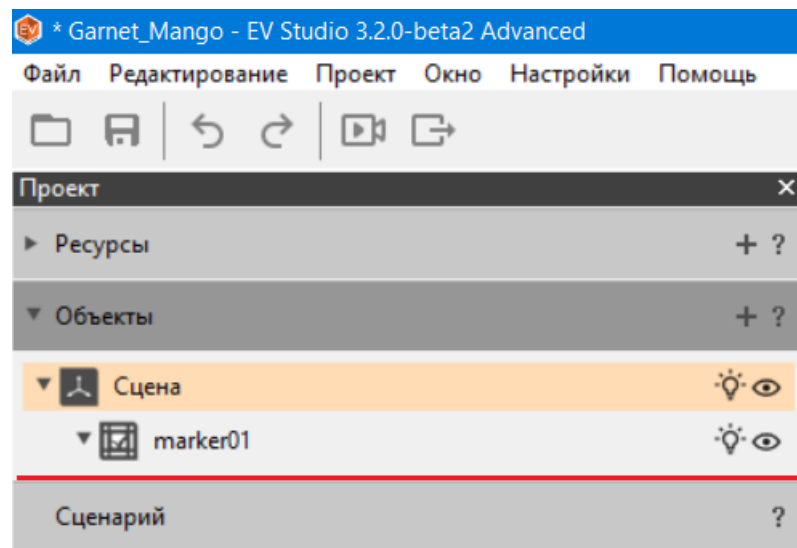 EV * Garnet_Mango - EV Studio 3.2.0-beta2 Advanced
Файл Редактирование Проект Окно Настройки Помощь
Проект ×
Ресурсы + ?
Объекты + ?
Сцена
marker01
Сценарий ?